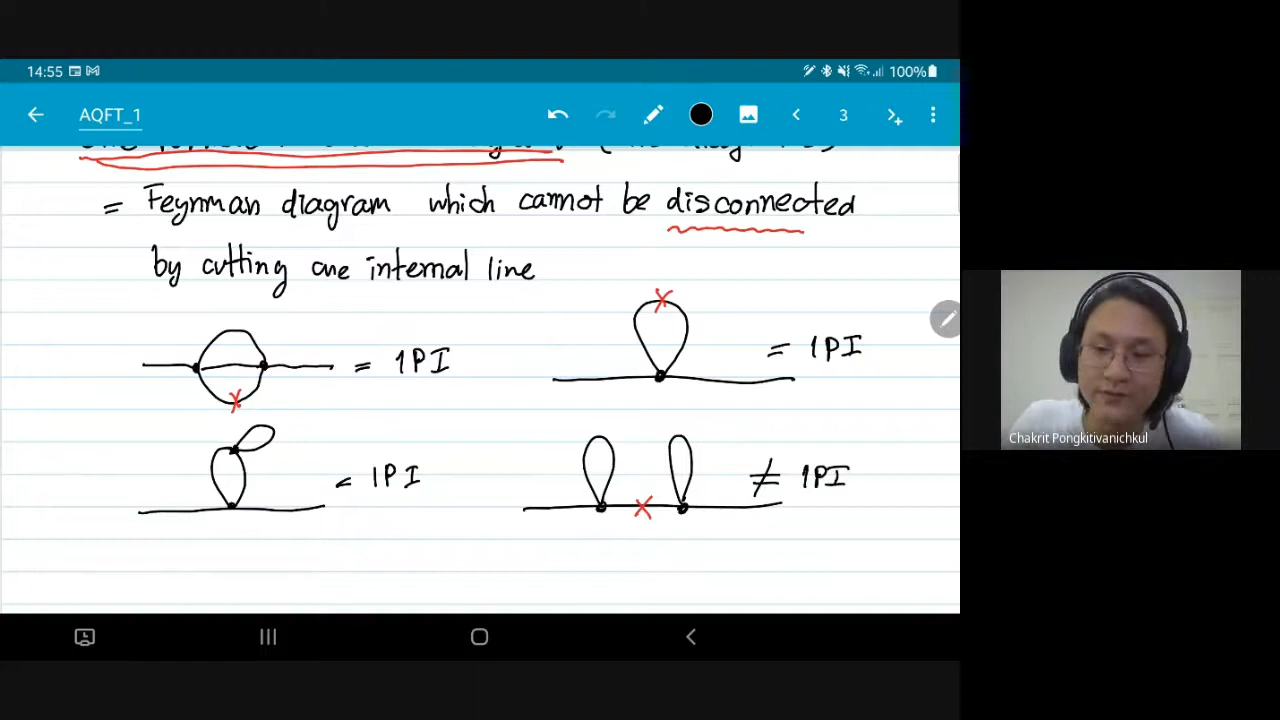 14:55 100%
AQFT_1 3
= Feynman diagram which cannot be disconnected
by cutting one internal line
= 1PI
= 1PI
= 1PI
≠ 1PI
Chakrit Pongkitivanichkul